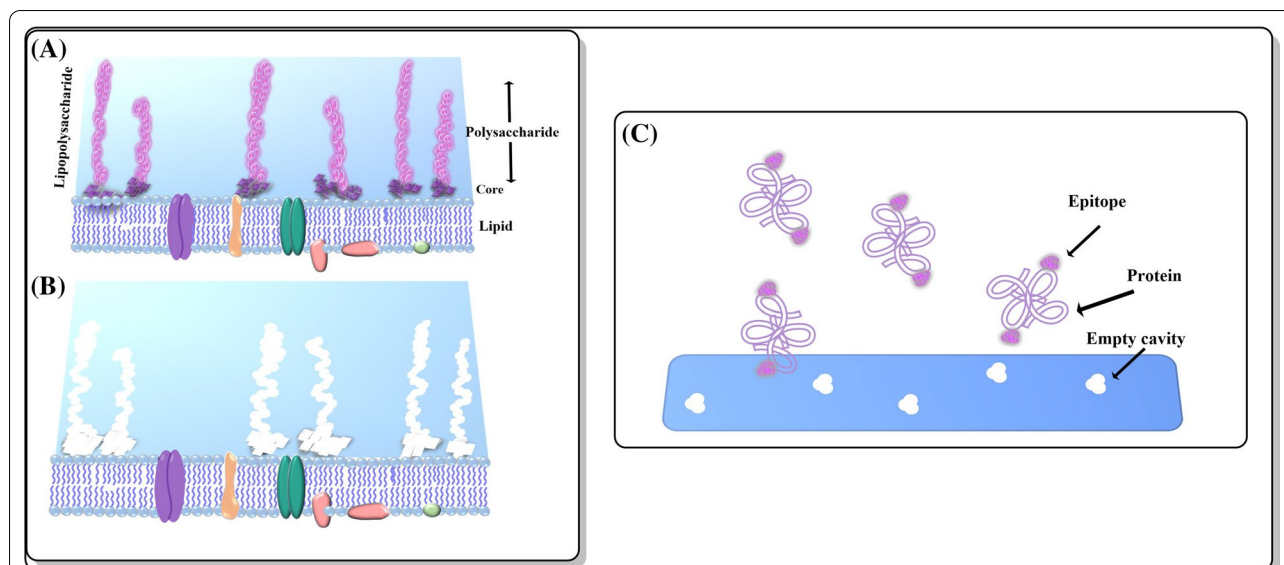 (A)
Lipopolysaccharide
Polysaccharide
Core
Lipid
(B)
(C)
Epitope
Protein
Empty cavity